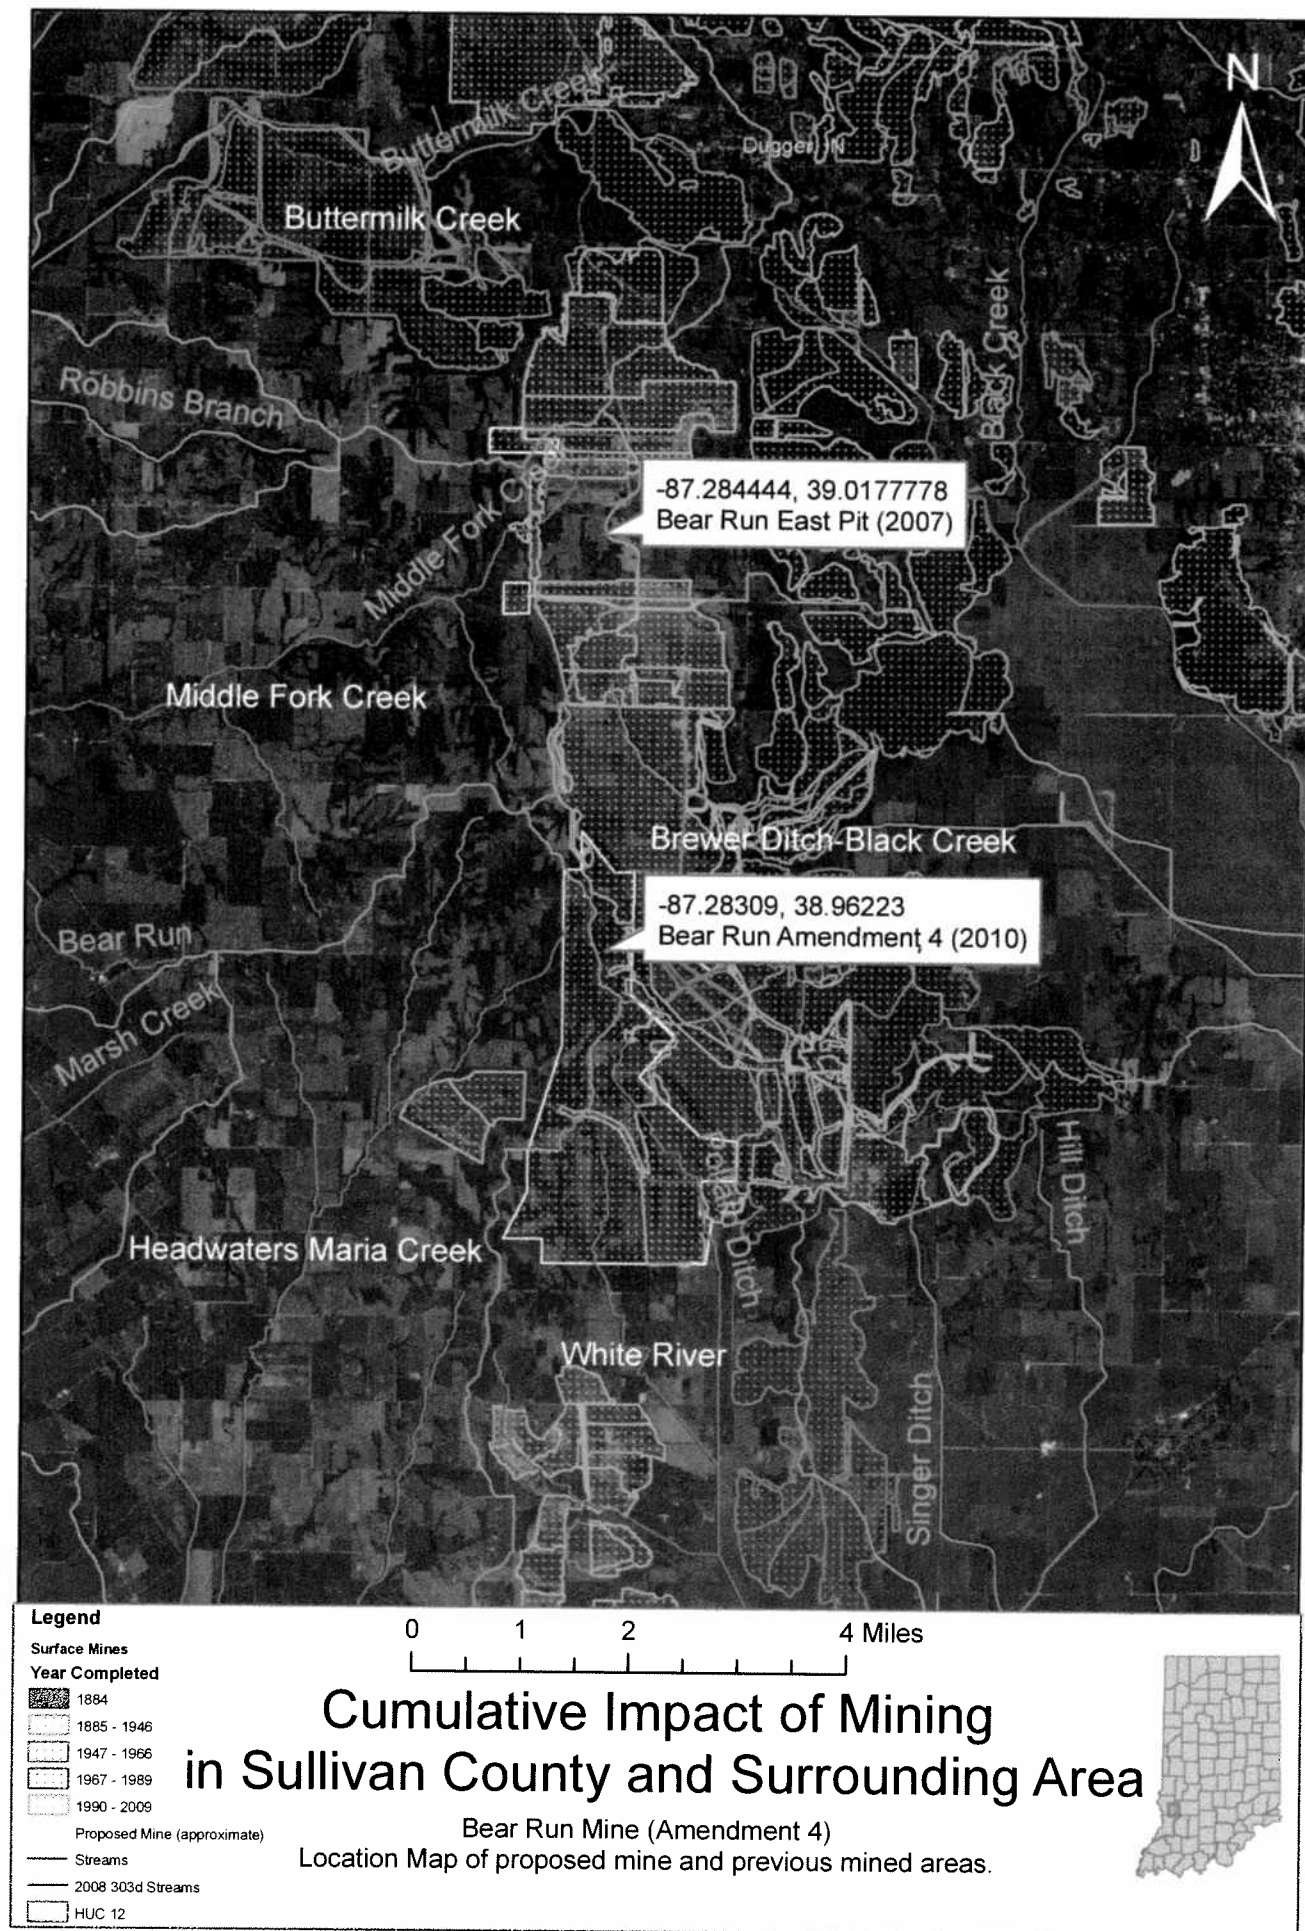 N
Buttermilk Creek
Dugger, IN
Buttermilk Creek
Black Creek
Robbins Branch
-87.284444, 39.0177778
Bear Run East Pit (2007)
Middle Fork Creek
Middle Fork Creek
Brewer Ditch-Black Creek
-87.28309, 38.96223
Bear Run Amendment 4 (2010)
Bear Run
Marsh Creek
Hill Ditch
Ditch
Headwaters Maria Creek
White River
Singer Ditch
Legend
Surface Mines
Year Completed
1884
1885 - 1946
1947 - 1966
1967 - 1989
1990 - 2009
Proposed Mine (approximate)
Streams
2008 303d Streams
HUC 12
0 1 2 4 Miles
Cumulative Impact of Mining
in Sullivan County and Surrounding Area
Bear Run Mine (Amendment 4)
Location Map of proposed mine and previous mined areas.